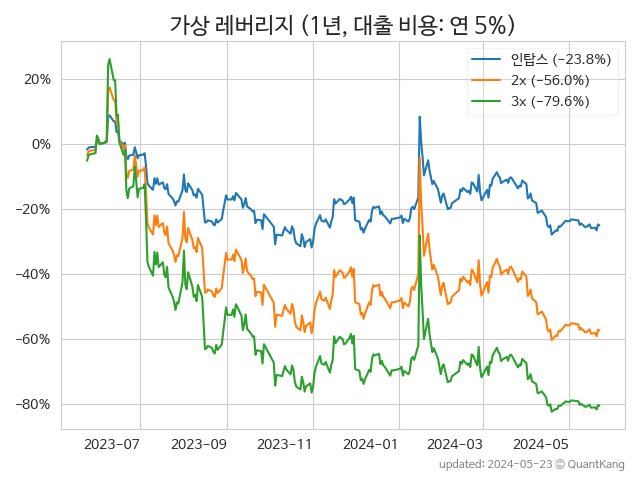 가상 레버리지 (1년, 대출 비용: 연 5%)
인탑스 (−23.8%)
2x (−56.0%)
3x (−79.6%)
20%
0%
−20%
−40%
−60%
−80%
2023-07 2023-09 2023-11 2024-01 2024-03 2024-05
updated: 2024-05-23 © QuantKang